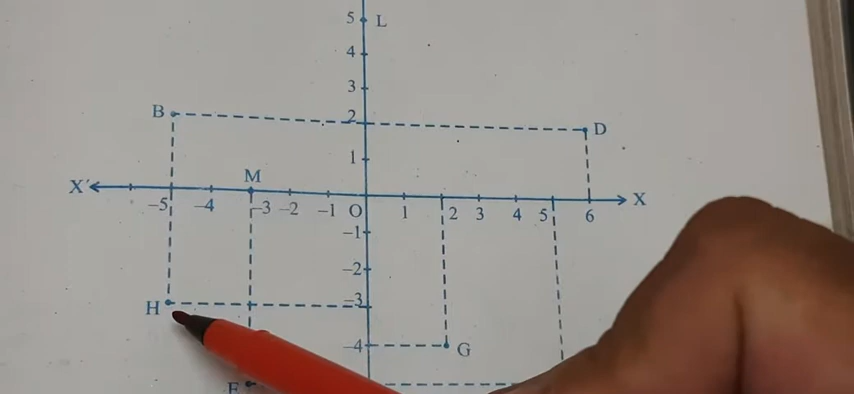 5 L
4
3
B 2 D
1
M
X′ X
–5 –4 –3 –2 –1 O 1 2 3 4 5 6
–1
–2
H –3
–4 G